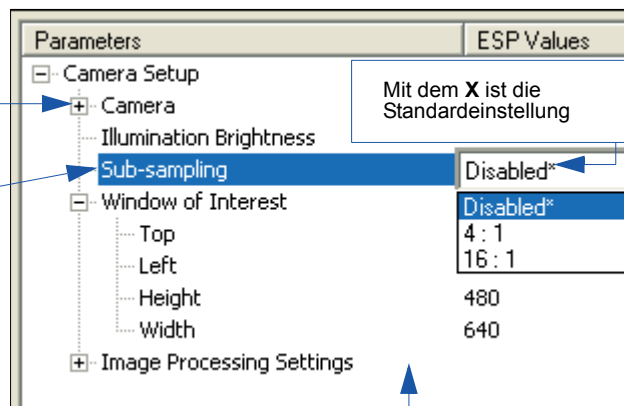 Parameters ESP Values
Camera Setup
Mit dem X ist die
Standardeinstellung
Camera
Illumination Brightness
Sub-sampling Disabled*
Window of Interest Disabled*
Top 4 : 1
Left 16 : 1
Height 480
Width 640
Image Processing Settings